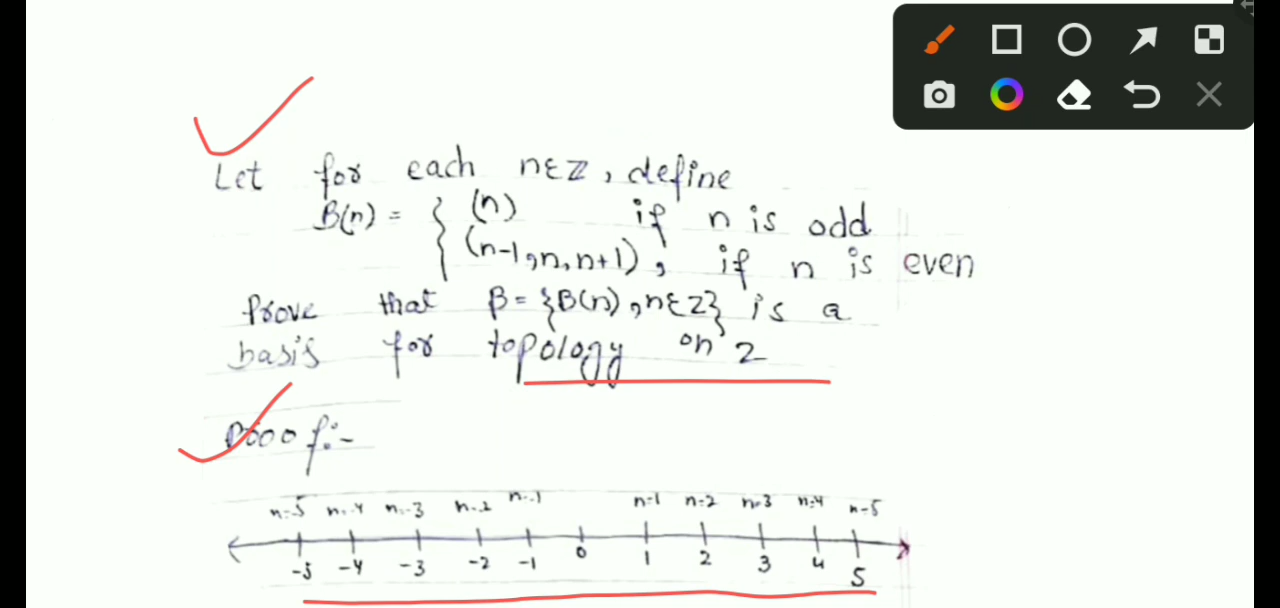 Let for each nεZ, define
B(n) = { (n) if n is odd
(n-1, n, n+1), if n is even
Prove that β = {B(n), nεZ} is a
basis for topology on Z
Proof:-
n=-5 n=-4 n=-3 n=-2 n=-1 n=1 n=2 n=3 n=4 n=5
-5 -4 -3 -2 -1 0 1 2 3 4 5